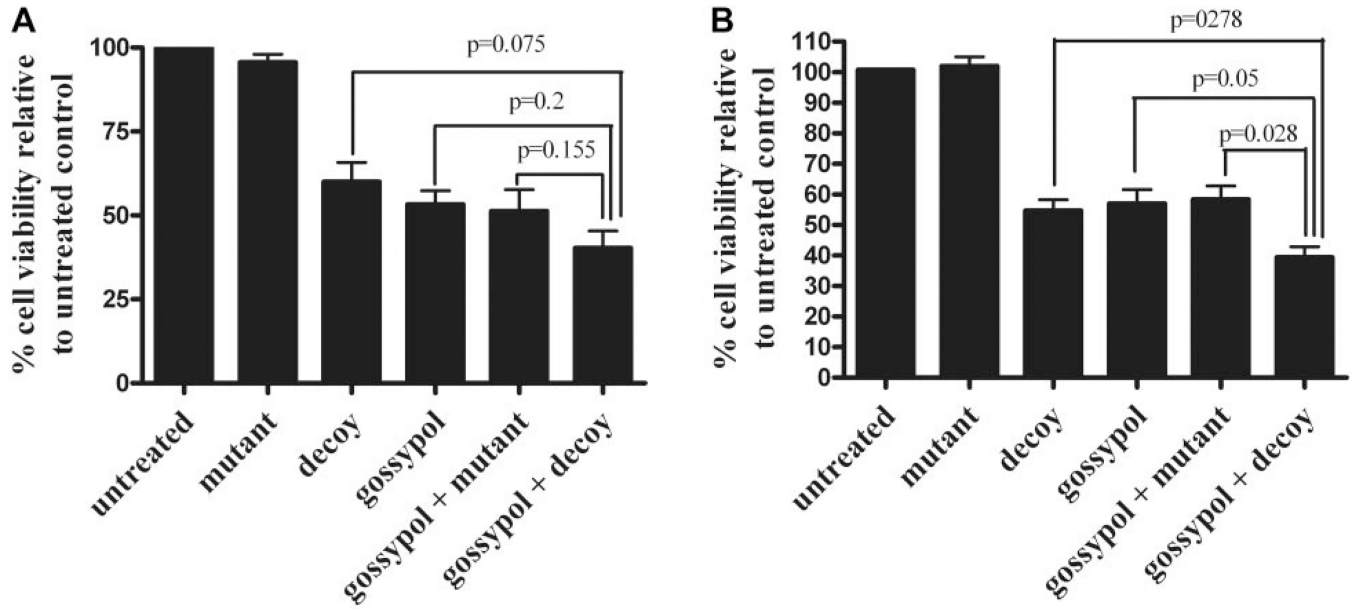 A
% cell viability relative
to untreated control
100
75
50
25
0
p=0.075
p=0.2
p=0.155
untreated
mutant
decoy
gossypol
gossypol + mutant
gossypol + decoy
B
% cell viability relative
to untreated control
110
100
90
80
70
60
50
40
30
20
10
0
p=0278
p=0.05
p=0.028
untreated
mutant
decoy
gossypol
gossypol + mutant
gossypol + decoy